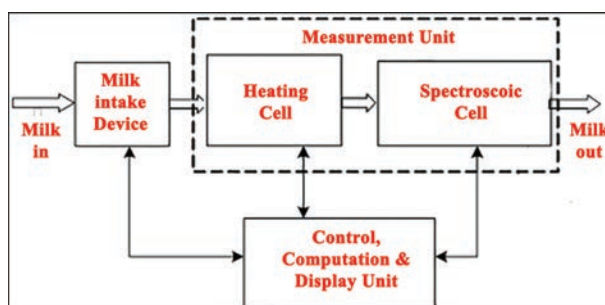 Measurement Unit
Milk
in
Milk
intake
Device
Heating
Cell
Spectroscoic
Cell
Milk
out
Control,
Computation &
Display Unit